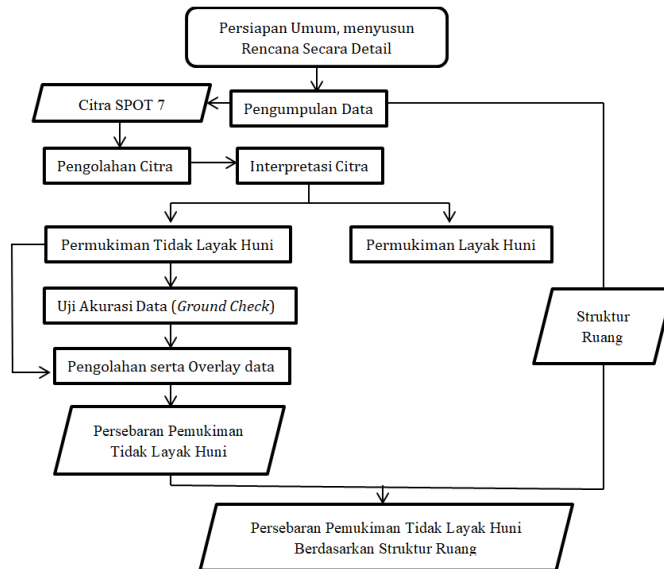 Persiapan Umum, menyusun
Rencana Secara Detail
Citra SPOT 7
Pengumpulan Data
Pengolahan Citra
Interpretasi Citra
Permukiman Tidak Layak Huni
Permukiman Layak Huni
Uji Akurasi Data (Ground Check)
Struktur
Ruang
Pengolahan serta Overlay data
Persebaran Pemukiman
Tidak Layak Huni
Persebaran Pemukiman Tidak Layak Huni
Berdasarkan Struktur Ruang